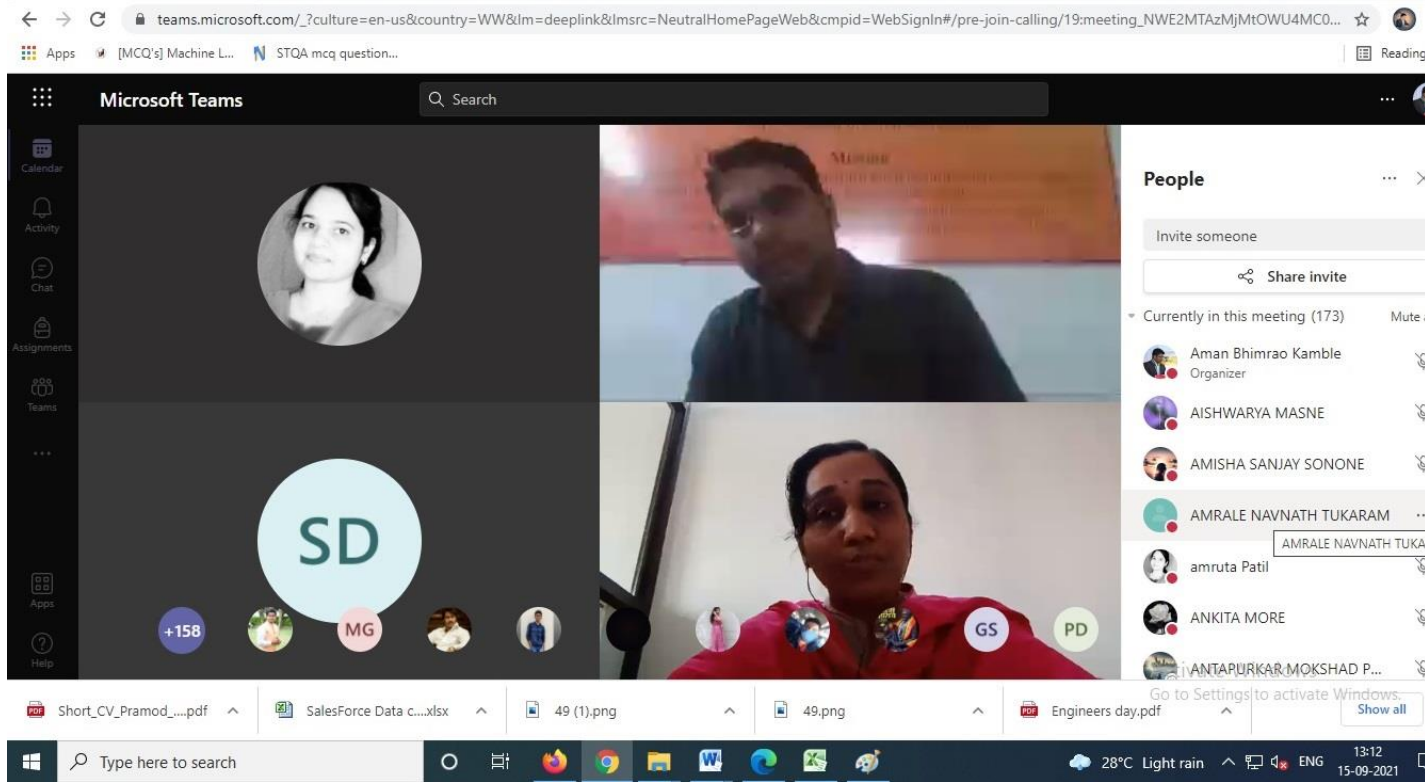 teams.microsoft.com/_?culture=en-us&country=WW&lm=deeplink&lmsrc=NeutralHomePageWeb&cmpid=WebSignIn#/pre-join-calling/19:meeting_NWE2MTAzMjMtOWU4MC0...
Apps [MCQ's] Machine L... STQA mcq question... Reading
Microsoft Teams Search ...
Calendar
Activity
Chat
Assignments
Teams
...
Apps
Help
SD
+158 MG GS PD
People ...
Invite someone
Share invite
Currently in this meeting (173) Mute
Aman Bhimrao Kamble
Organizer
AISHWARYA MASNE
AMISHA SANJAY SONONE
AMRALE NAVNATH TUKARAM
AMRALE NAVNATH TUKA
amruta Patil
ANKITA MORE
ANTAPURKAR MOKSHAD P...
Activate Windows
Go to Settings to activate Windows.
Short_CV_Pramod_....pdf SalesForce Data c....xlsx 49 (1).png 49.png Engineers day.pdf Show all
Type here to search 28°C Light rain ENG 13:12
15-09-2021